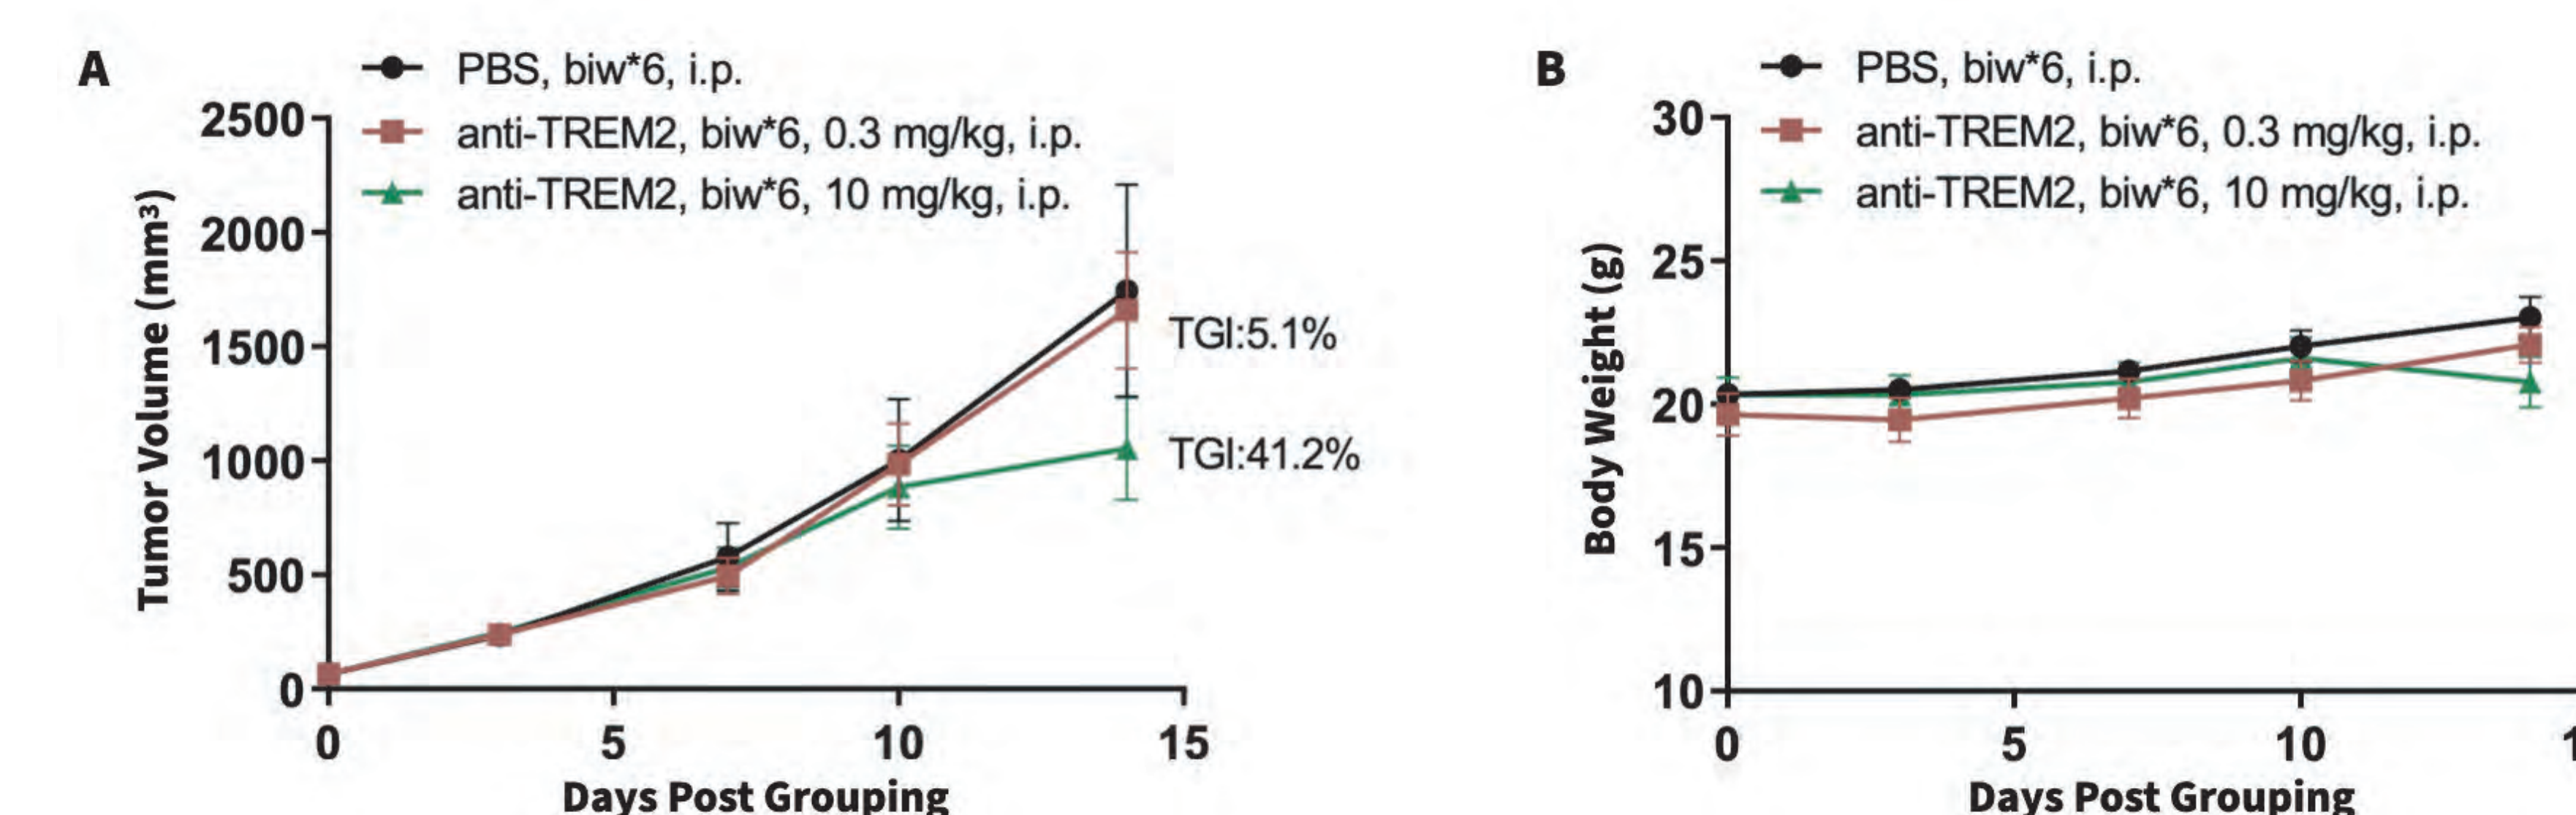 A
PBS, biw*6, i.p.
anti-TREM2, biw*6, 0.3 mg/kg, i.p.
anti-TREM2, biw*6, 10 mg/kg, i.p.
Tumor Volume (mm³)
2500
2000
1500
1000
500
0
TGI:5.1%
TGI:41.2%
0 5 10 15
Days Post Grouping
B
PBS, biw*6, i.p.
anti-TREM2, biw*6, 0.3 mg/kg, i.p.
anti-TREM2, biw*6, 10 mg/kg, i.p.
Body Weight (g)
30
25
20
15
10
0 5 10
Days Post Grouping